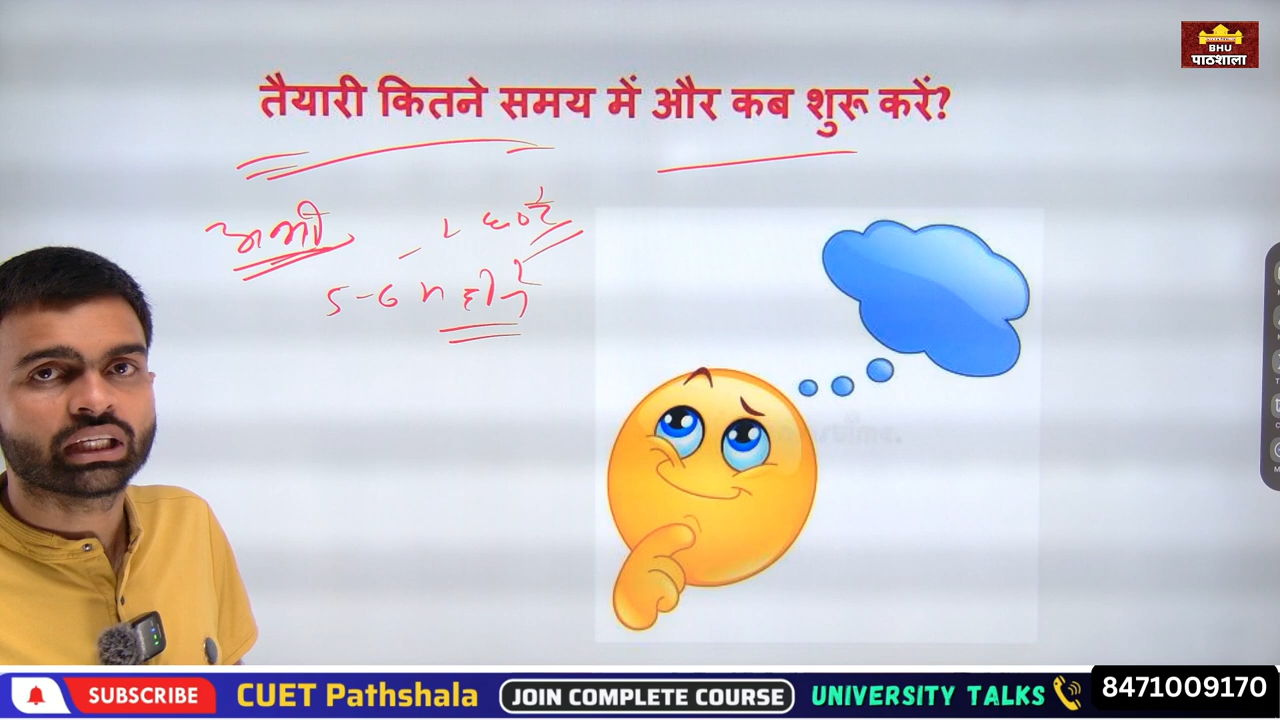 BHU
पाठशाला
तैयारी कितने समय में और कब शुरू करें?
अभी
5-6 महीने
SUBSCRIBE
CUET Pathshala
JOIN COMPLETE COURSE
UNIVERSITY TALKS
8471009170